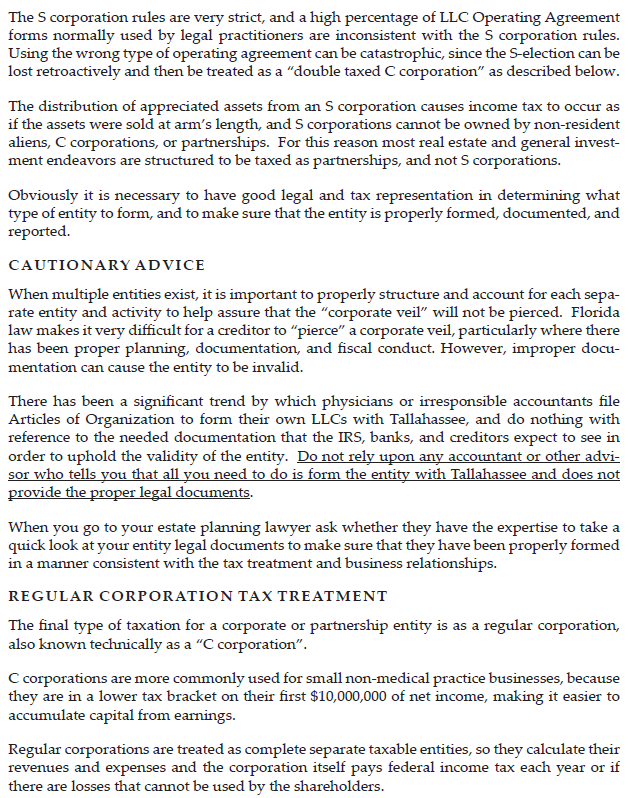 The S corporation rules are very strict, and a high percentage of LLC Operating Agreement
forms normally used by legal practitioners are inconsistent with the S corporation rules.
Using the wrong type of operating agreement can be catastrophic, since the S-election can be
lost retroactively and then be treated as a “double taxed C corporation” as described below.
The distribution of appreciated assets from an S corporation causes income tax to occur as
if the assets were sold at arm’s length, and S corporations cannot be owned by non-resident
aliens, C corporations, or partnerships.  For this reason most real estate and general invest-
ment endeavors are structured to be taxed as partnerships, and not S corporations.
Obviously it is necessary to have good legal and tax representation in determining what
type of entity to form, and to make sure that the entity is properly formed, documented, and
reported.
CAUTIONARY ADVICE
When multiple entities exist, it is important to properly structure and account for each sepa-
rate entity and activity to help assure that the “corporate veil” will not be pierced.  Florida
law makes it very difficult for a creditor to “pierce” a corporate veil, particularly where there
has been proper planning, documentation, and fiscal conduct. However, improper docu-
mentation can cause the entity to be invalid.
There has been a significant trend by which physicians or irresponsible accountants file
Articles of Organization to form their own LLCs with Tallahassee, and do nothing with
reference to the needed documentation that the IRS, banks, and creditors expect to see in
order to uphold the validity of the entity.  Do not rely upon any accountant or other advi-
sor who tells you that all you need to do is form the entity with Tallahassee and does not
provide the proper legal documents.
When you go to your estate planning lawyer ask whether they have the expertise to take a
quick look at your entity legal documents to make sure that they have been properly formed
in a manner consistent with the tax treatment and business relationships.
REGULAR CORPORATION TAX TREATMENT
The final type of taxation for a corporate or partnership entity is as a regular corporation,
also known technically as a “C corporation”.
C corporations are more commonly used for small non-medical practice businesses, because
they are in a lower tax bracket on their first $10,000,000 of net income, making it easier to
accumulate capital from earnings.
Regular corporations are treated as complete separate taxable entities, so they calculate their
revenues and expenses and the corporation itself pays federal income tax each year or if
there are losses that cannot be used by the shareholders.